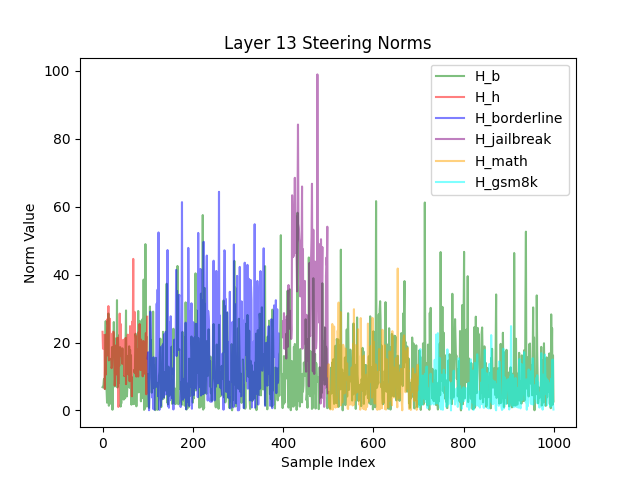 Layer 13 Steering Norms
Norm Value
100
80
60
40
20
0
H_b
H_h
H_borderline
H_jailbreak
H_math
H_gsm8k
0
200
400
600
800
1000
Sample Index